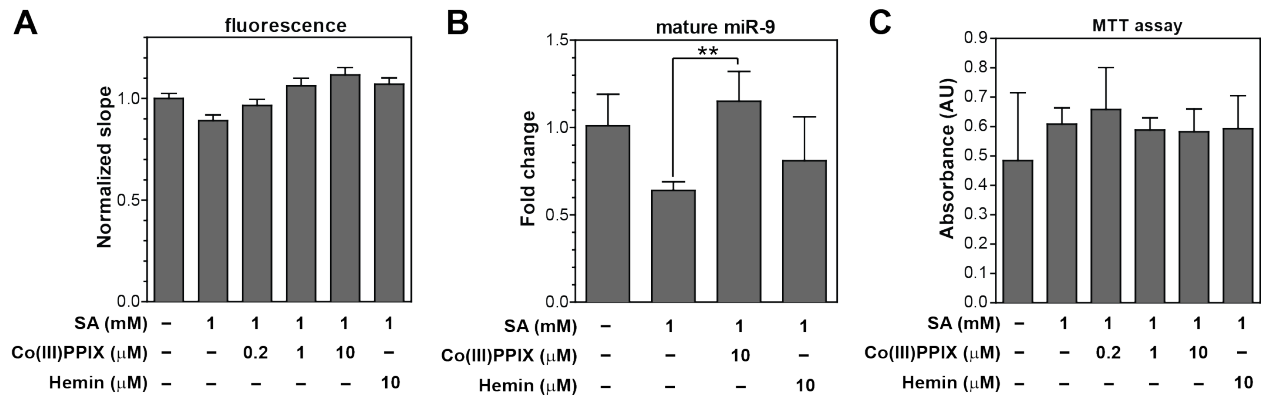 A
fluorescence
Normalized slope
1.0
0.5
0.0
SA (mM) – 1 1 1 1 1
Co(III)PPIX (μM) – – 0.2 1 10 –
Hemin (μM) – – – – – 10
B
mature miR-9
Fold change
1.5
1.0
0.5
0.0
**
SA (mM) – 1 1 1
Co(III)PPIX (μM) – – 10 –
Hemin (μM) – – – 10
C
MTT assay
Absorbance (AU)
0.9
0.8
0.7
0.6
0.5
0.4
0.3
0.2
0.1
0.0
SA (mM) – 1 1 1 1 1
Co(III)PPIX (μM) – – 0.2 1 10 –
Hemin (μM) – – – – – 10